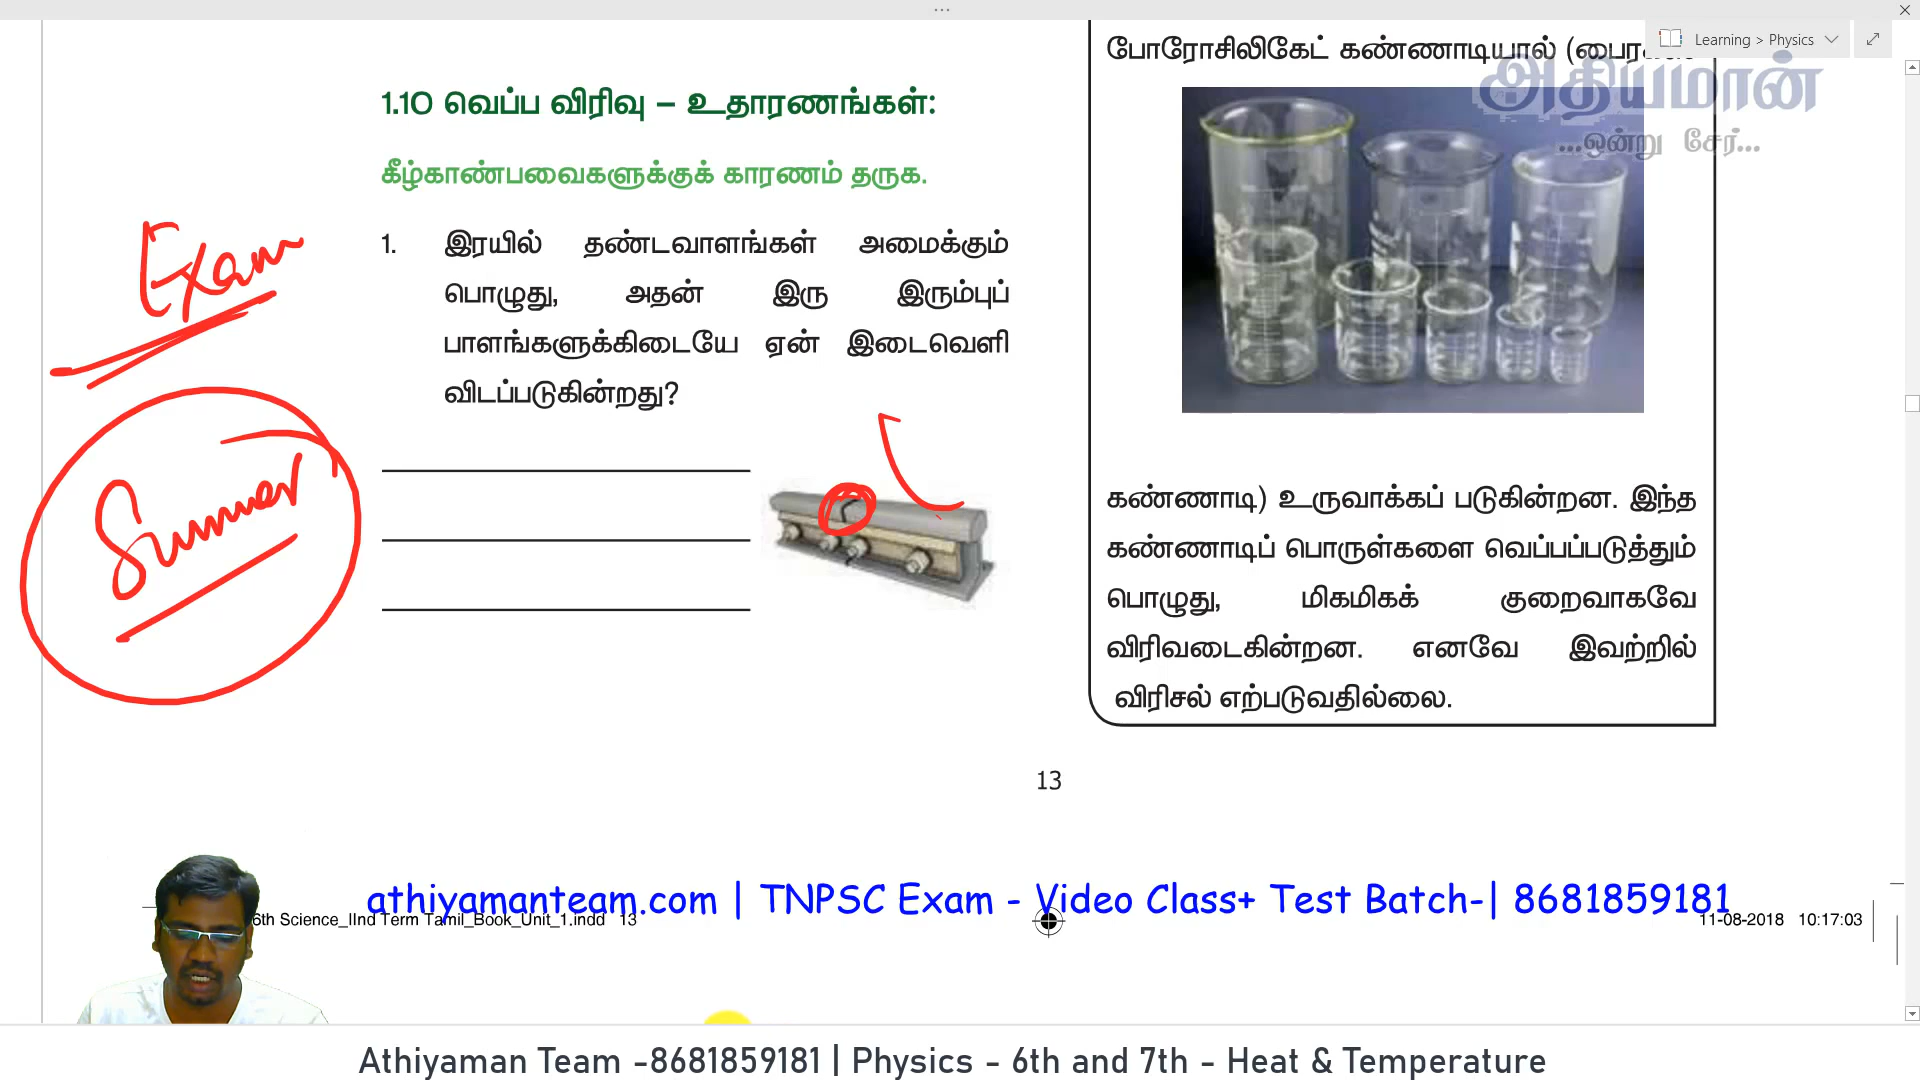 Learning > Physics
அதியமான்
...ஒன்று சேர்...
1.10 வெப்ப விரிவு – உதாரணங்கள்:
கீழ்காண்பவைகளுக்குக் காரணம் தருக.
1. இரயில் தண்டவாளங்கள் அமைக்கும்
பொழுது, அதன் இரு இரும்புப்
பாளங்களுக்கிடையே ஏன் இடைவெளி
விடப்படுகின்றது?
Exam
Summer
போரோசிலிகேட் கண்ணாடியால்
கண்ணாடி) உருவாக்கப் படுகின்றன. இந்த
கண்ணாடிப் பொருள்களை வெப்பப்படுத்தும்
பொழுது, மிகமிகக் குறைவாகவே
விரிவடைகின்றன. எனவே இவற்றில்
விரிசல் எற்படுவதில்லை.
13
athiyamanteam.com | TNPSC Exam - Video Class+ Test Batch-| 8681859181
6th Science_IInd Term Tamil_Book_Unit_1.indd 13
11-08-2018 10:17:03
Athiyaman Team -8681859181 | Physics - 6th and 7th - Heat & Temperature